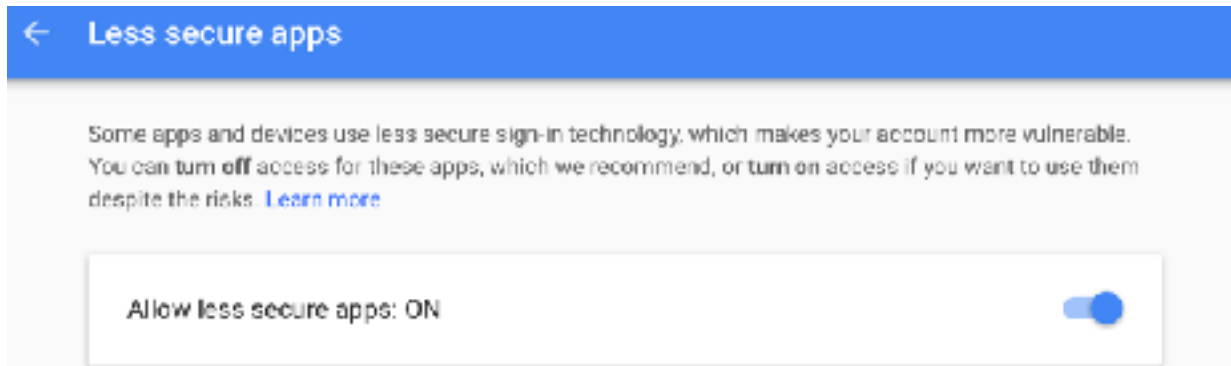 Less secure apps
Some apps and devices use less secure sign-in technology, which makes your account more vulnerable.
You can turn off access for these apps, which we recommend, or turn on access if you want to use them
despite the risks. Learn more
Allow less secure apps: ON